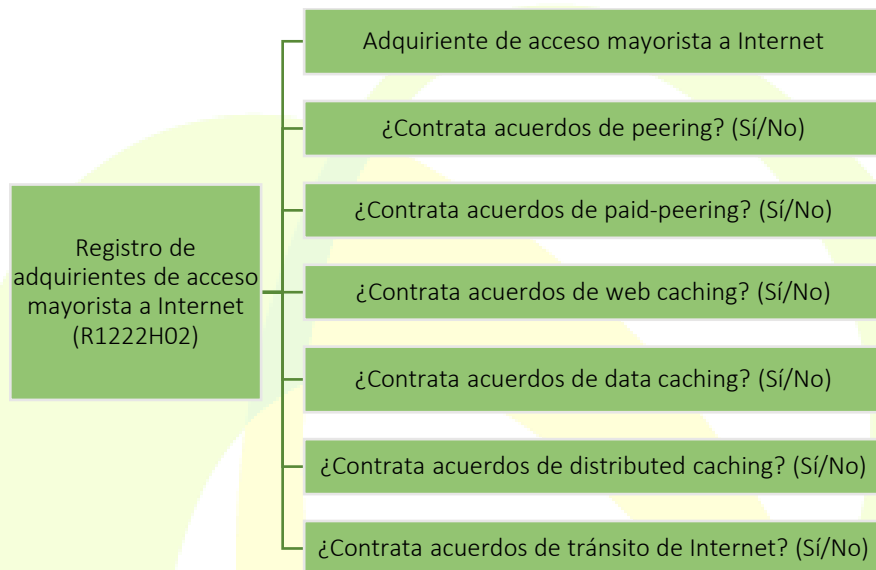 Adquiriente de acceso mayorista a Internet
¿Contrata acuerdos de peering? (Sí/No)
¿Contrata acuerdos de paid-peering? (Sí/No)
Registro de
adquirientes de acceso
mayorista a Internet
(R1222H02)
¿Contrata acuerdos de web caching? (Sí/No)
¿Contrata acuerdos de data caching? (Sí/No)
¿Contrata acuerdos de distributed caching? (Sí/No)
¿Contrata acuerdos de tránsito de Internet? (Sí/No)